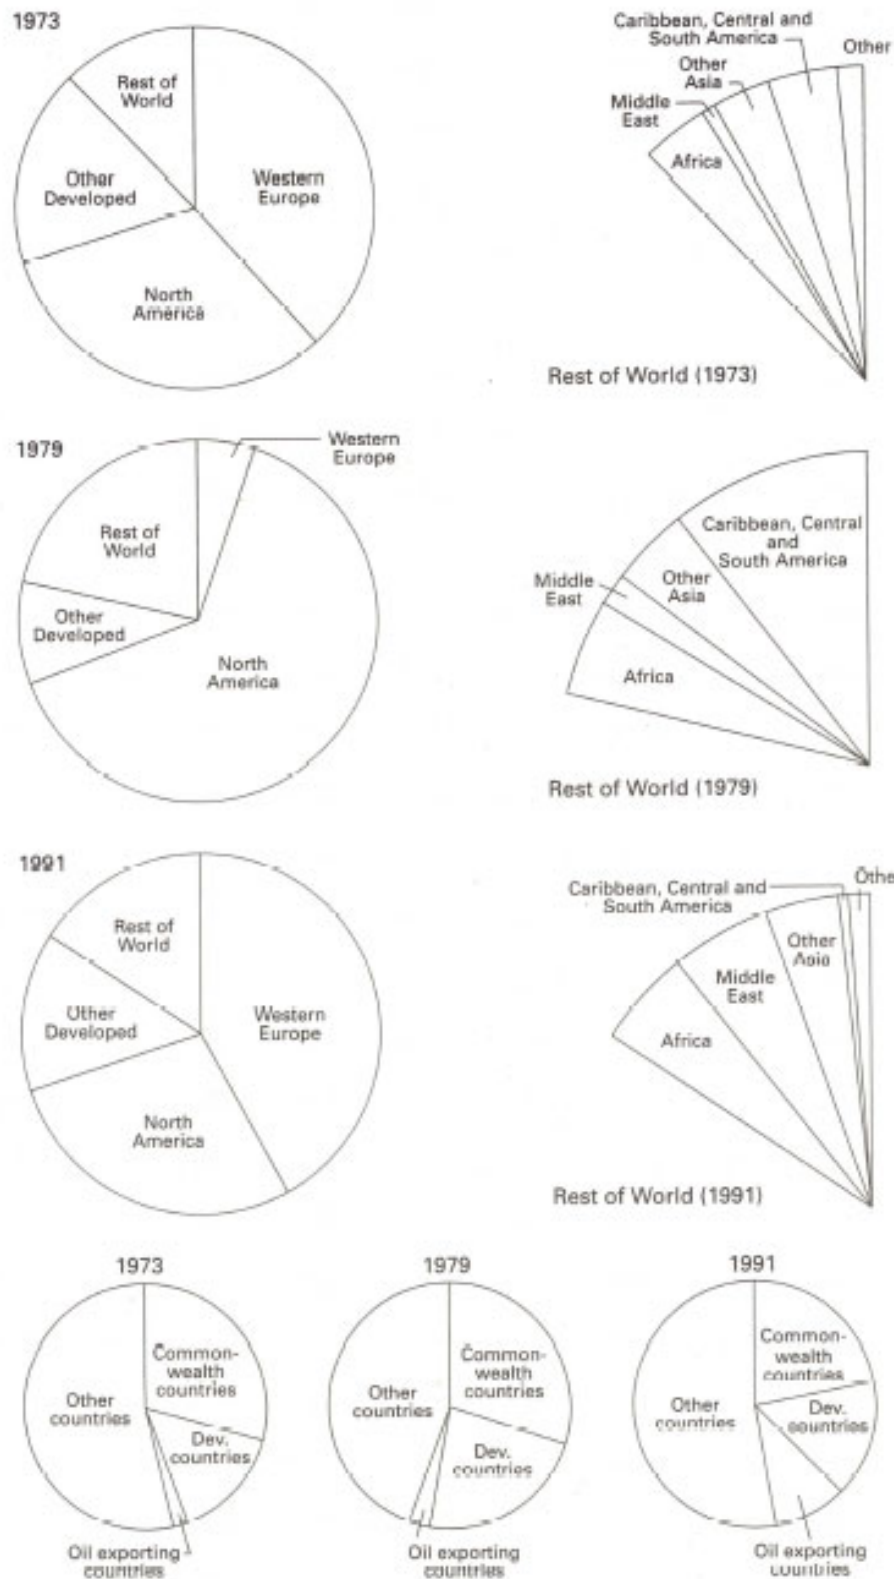 1973
Rest of
World
Other
Developed
Western
Europe
North
America
Caribbean, Central and
South America
Other
Other
Asia
Middle
East
Africa
Rest of World (1973)
1979
Western
Europe
Rest of
World
Other
Developed
North
America
Caribbean, Central
and
South America
Middle
East
Other
Asia
Africa
Rest of World (1979)
1991
Rest of
World
Other
Developed
Western
Europe
North
America
Caribbean, Central and
South America
Othe
Other
Asia
Middle
East
Africa
Rest of World (1991)
1973
Common-
wealth
countries
Other
countries
Dev.
countries
Oil exporting
countries
1979
Common-
wealth
countries
Other
countries
Dev.
countries
Oil exporting
countries
1991
Common-
wealth
countries
Other
countries
Dev.
countries
Oil exporting
countries